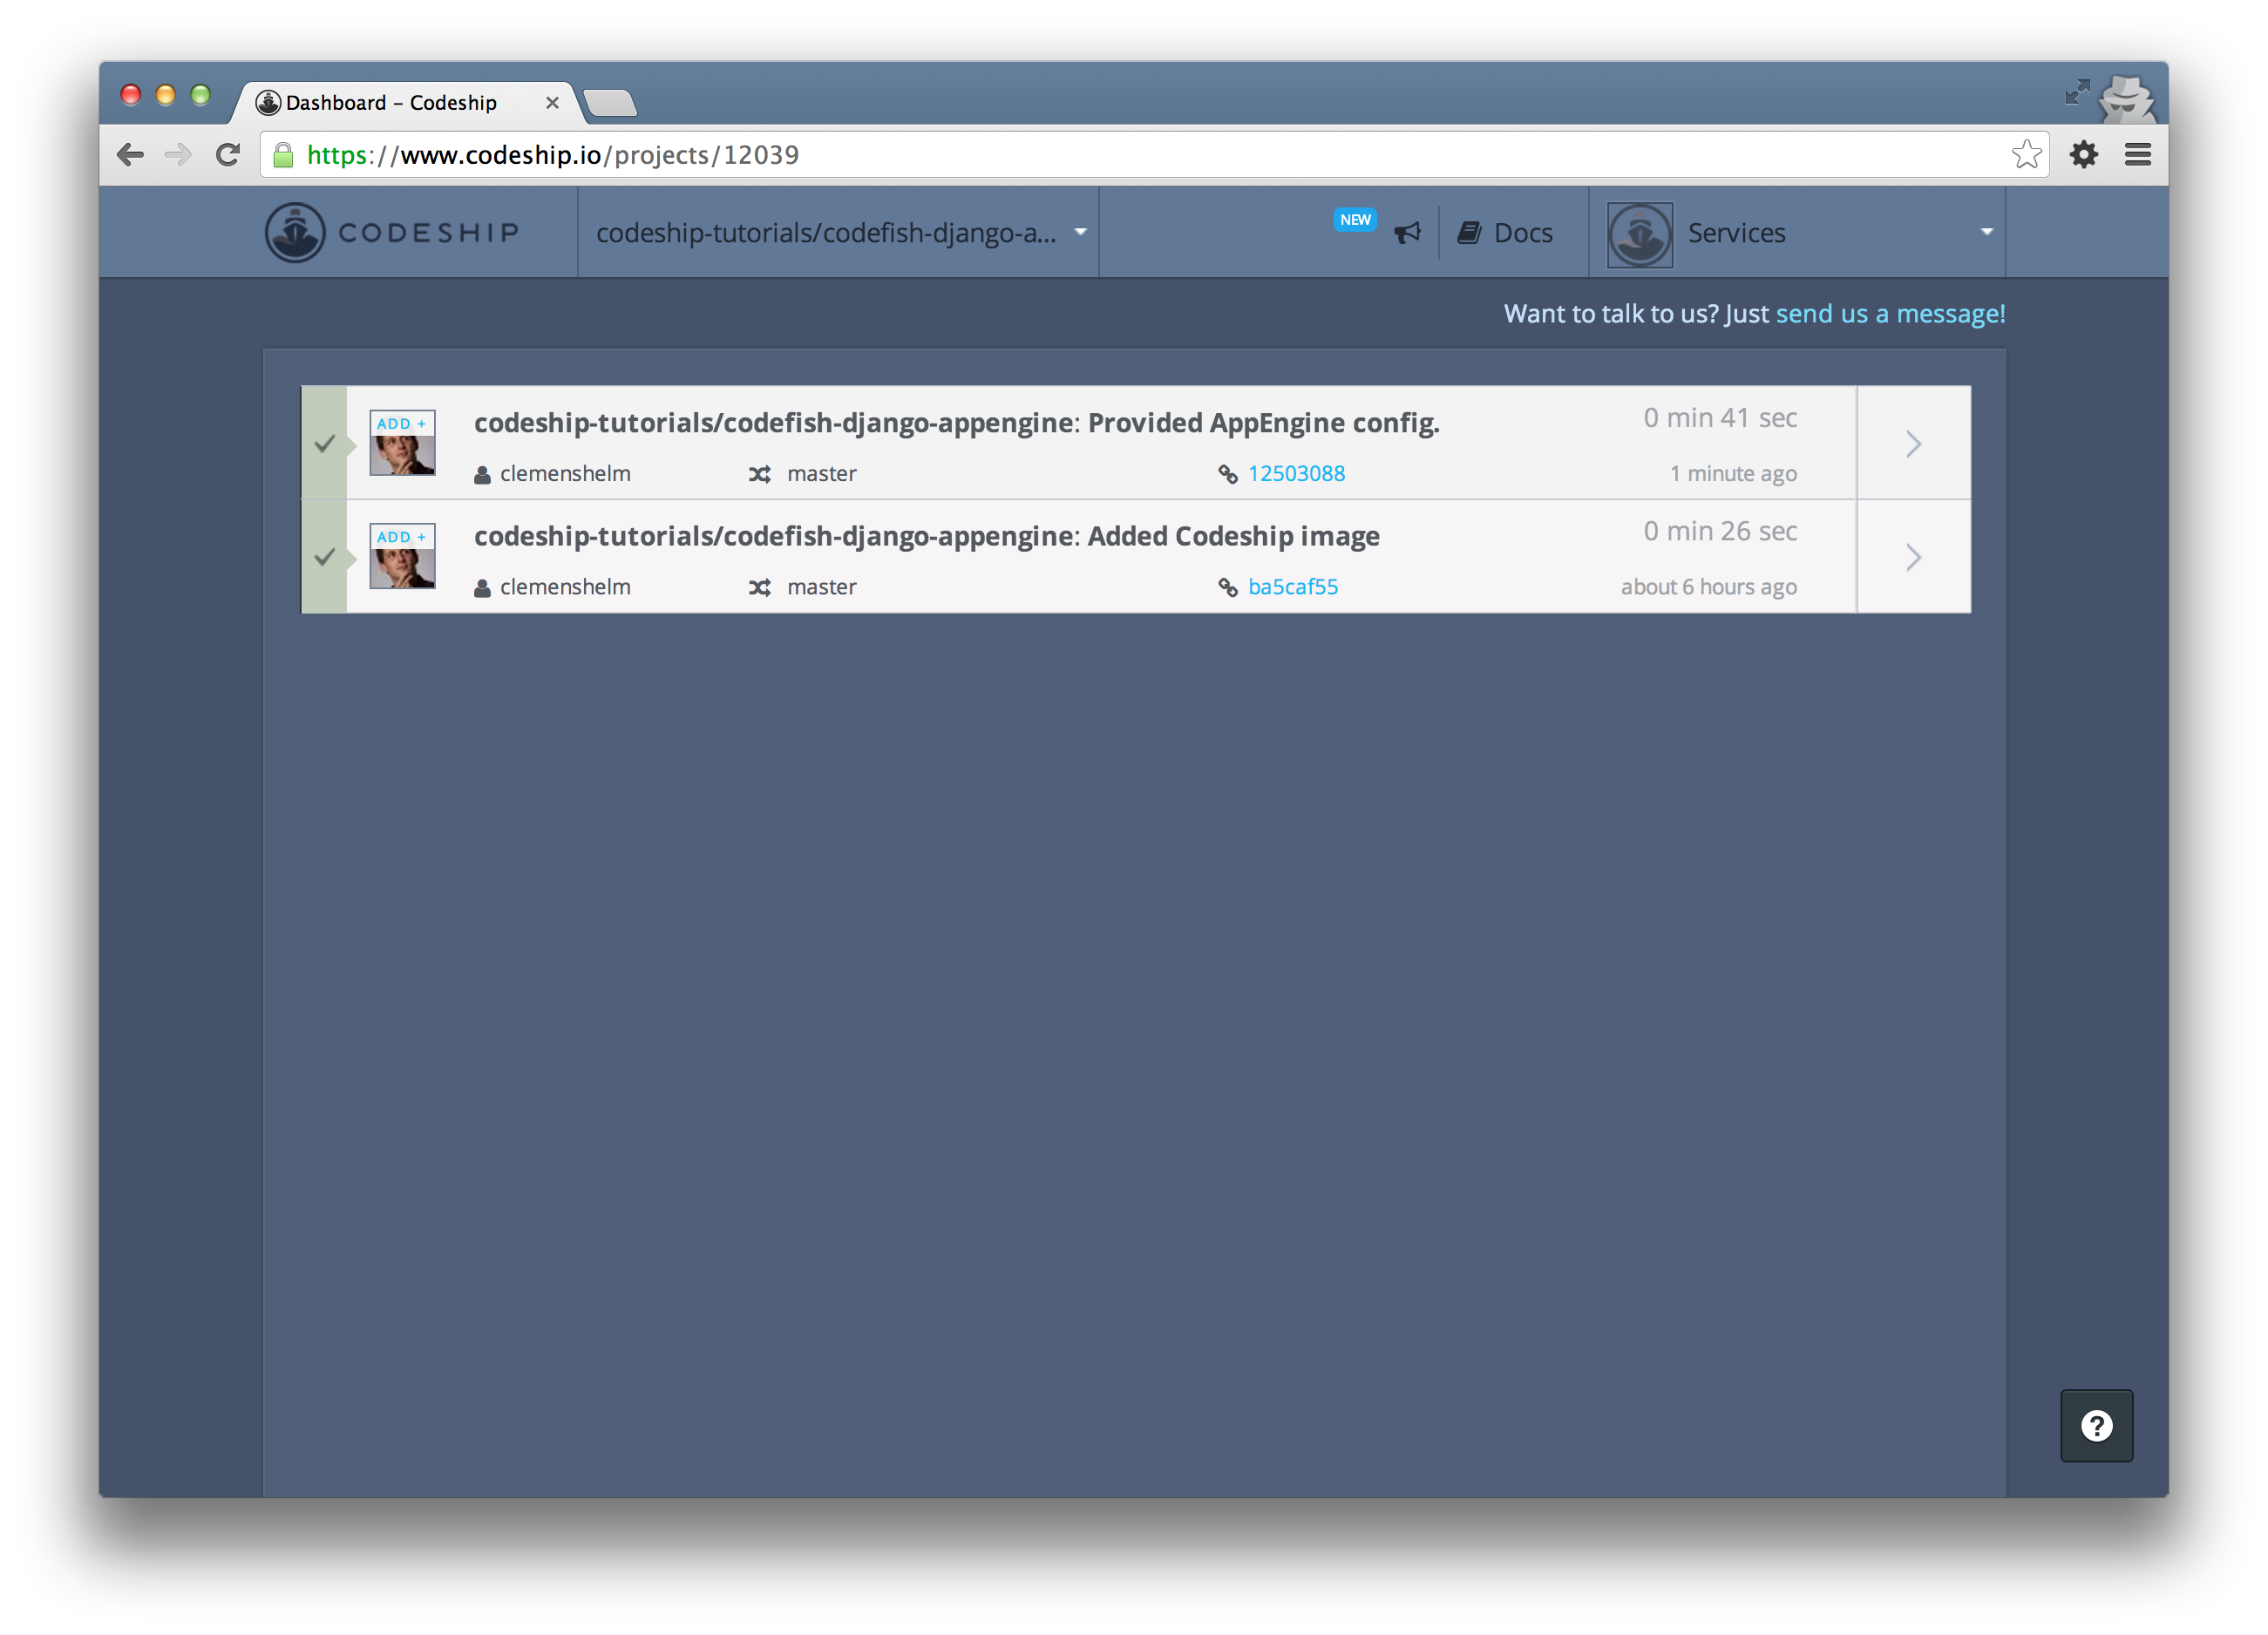 Dashboard – Codeship
https://www.codeship.io/projects/12039
CODESHIP
codeship-tutorials/codefish-django-a...
NEW
Docs
Services
Want to talk to us? Just send us a message!
ADD +
codeship-tutorials/codefish-django-appengine: Provided AppEngine config.
0 min 41 sec
clemenshelm
master
12503088
1 minute ago
ADD +
codeship-tutorials/codefish-django-appengine: Added Codeship image
0 min 26 sec
clemenshelm
master
ba5caf55
about 6 hours ago
?